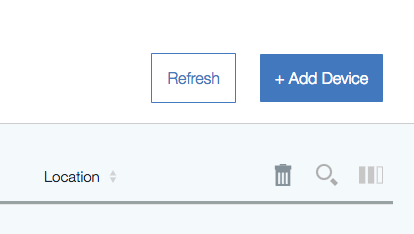 Refresh
+ Add Device
Location